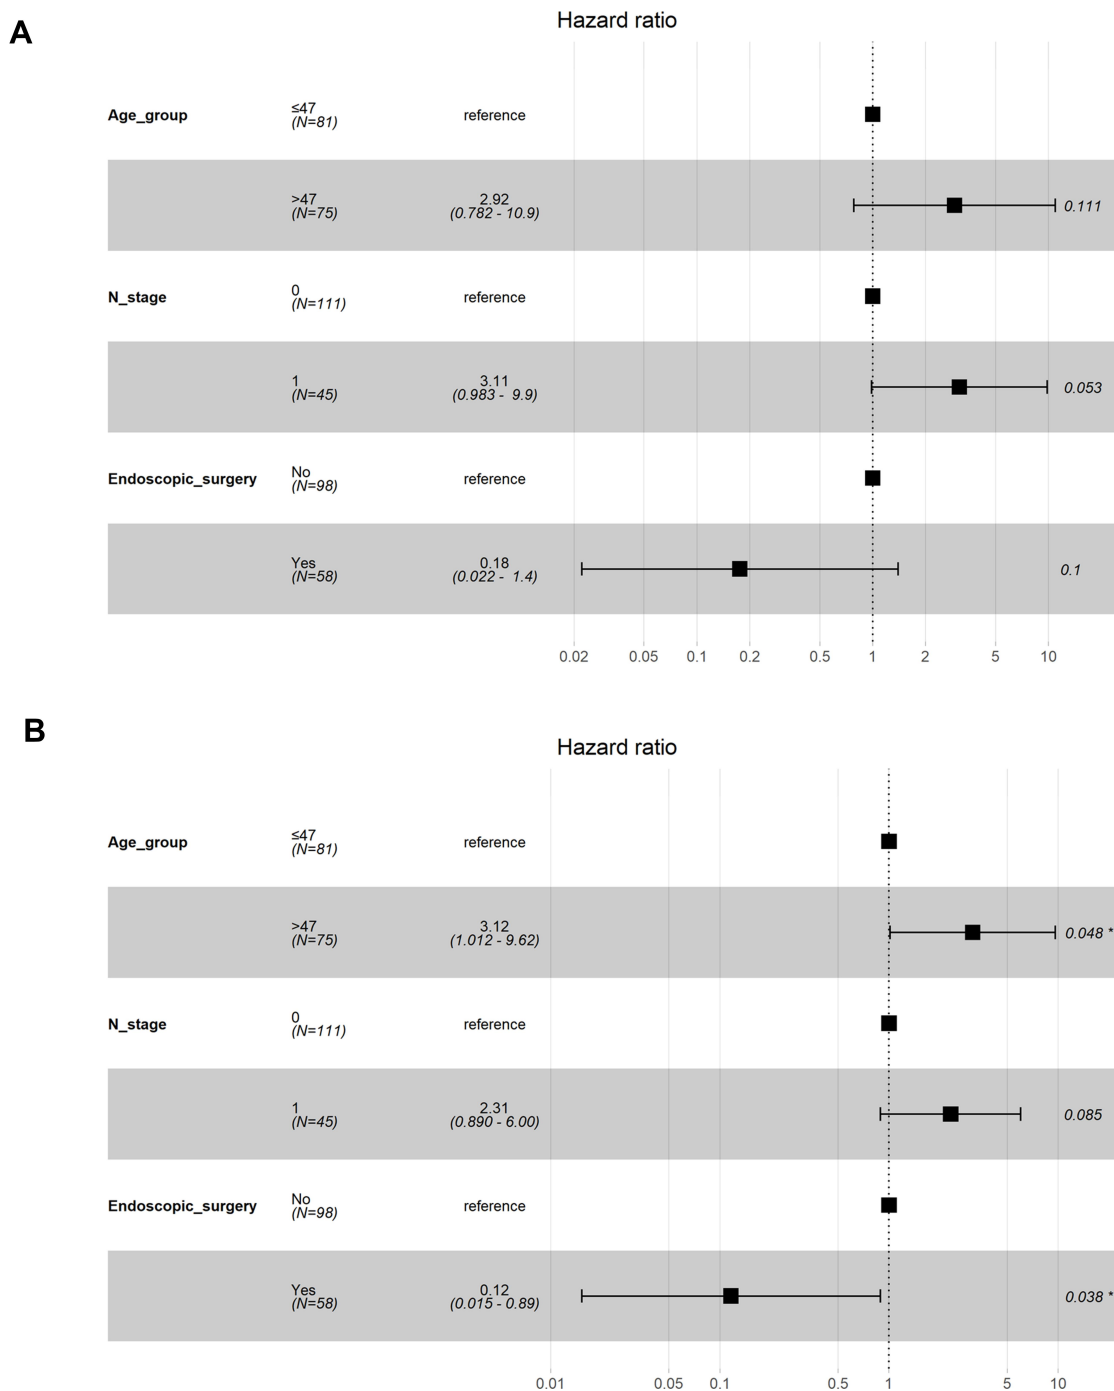 A
Hazard ratio
Age_group ≤47 reference
(N=81)
>47 2.92 0.111
(N=75) (0.782 - 10.9)
N_stage 0 reference
(N=111)
1 3.11 0.053
(N=45) (0.983 - 9.9)
Endoscopic_surgery No reference
(N=98)
Yes 0.18 0.1
(N=58) (0.022 - 1.4)
0.02 0.05 0.1 0.2 0.5 1 2 5 10
B
Hazard ratio
Age_group ≤47 reference
(N=81)
>47 3.12 0.048 *
(N=75) (1.012 - 9.62)
N_stage 0 reference
(N=111)
1 2.31 0.085
(N=45) (0.890 - 6.00)
Endoscopic_surgery No reference
(N=98)
Yes 0.12 0.038 *
(N=58) (0.015 - 0.89)
0.01 0.05 0.1 0.5 1 5 10